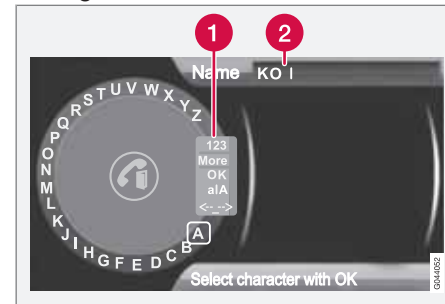 1 2
Name KO I
A B C D E F G H I J K L M N O P Q R S T U V W X Y Z
123
More
OK
a|A
<-_->
Select character with OK
G044052